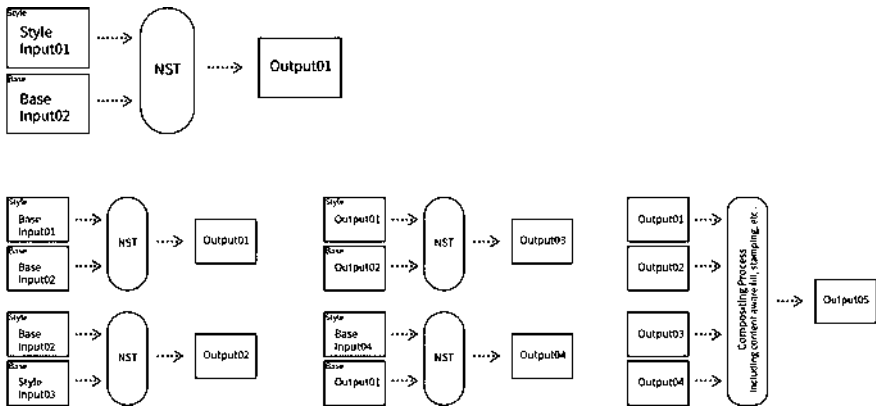 Style
Style
Input01
Base
Base
Input02
NST
Output01
Style
Base
Input01
Base
Base
Input02
NST
Output01
Style
Base
Input02
Base
Style
Input03
NST
Output02
Style
Output01
Base
Output02
NST
Output03
Style
Base
Input04
Base
Output01
NST
Output04
Output01
Output02
Output03
Output04
Compositing Process
Including content aware fill, stamping, etc.
Output05